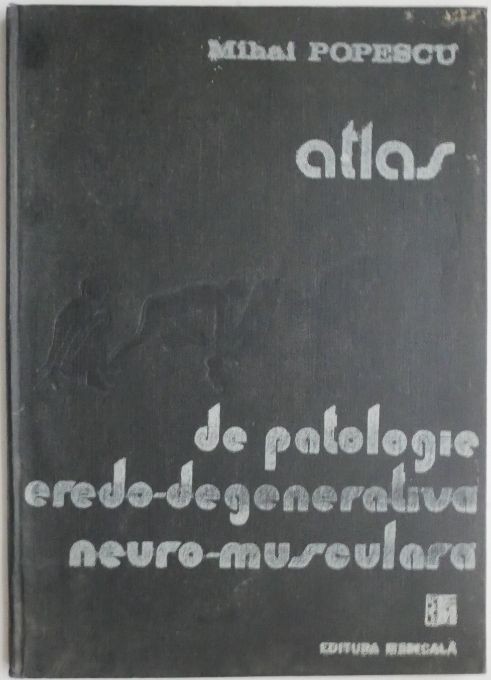 Mihai POPESCU
atlas
de patologie
eredo-degenerativa
neuro-musculara
EDITURA MEDICALĂ